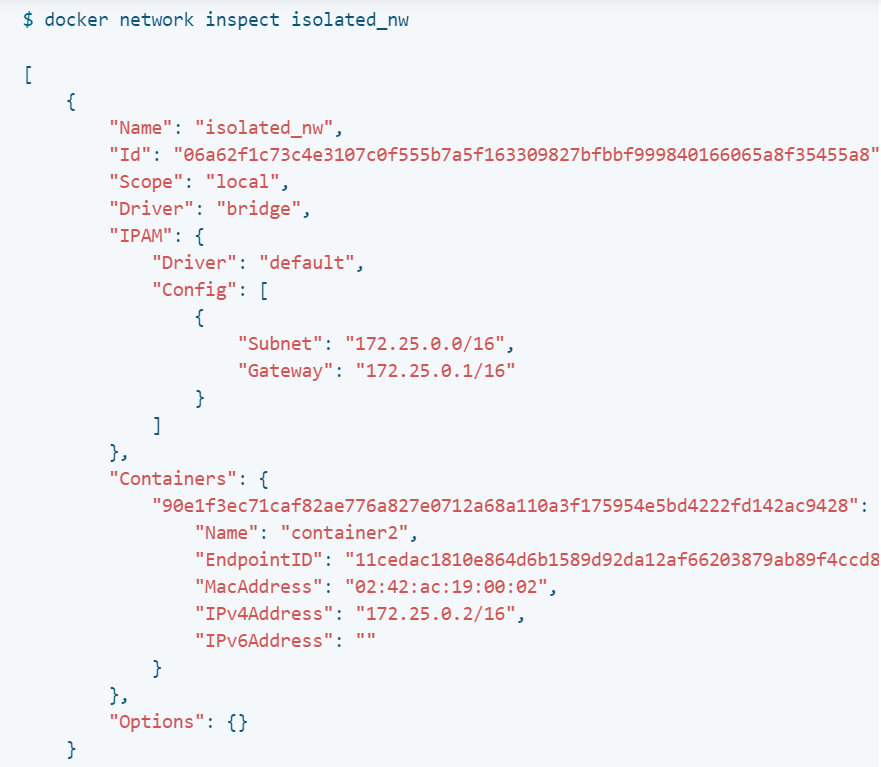 $ docker network inspect isolated_nw
[
    {
        "Name": "isolated_nw",
        "Id": "06a62f1c73c4e3107c0f555b7a5f163309827bfbbf999840166065a8f35455a8"
        "Scope": "local",
        "Driver": "bridge",
        "IPAM": {
            "Driver": "default",
            "Config": [
                {
                    "Subnet": "172.25.0.0/16",
                    "Gateway": "172.25.0.1/16"
                }
            ]
        },
        "Containers": {
            "90e1f3ec71caf82ae776a827e0712a68a110a3f175954e5bd4222fd142ac9428":
                "Name": "container2",
                "EndpointID": "11cedac1810e864d6b1589d92da12af66203879ab89f4ccd8
                "MacAddress": "02:42:ac:19:00:02",
                "IPv4Address": "172.25.0.2/16",
                "IPv6Address": ""
            }
        },
        "Options": {}
    }